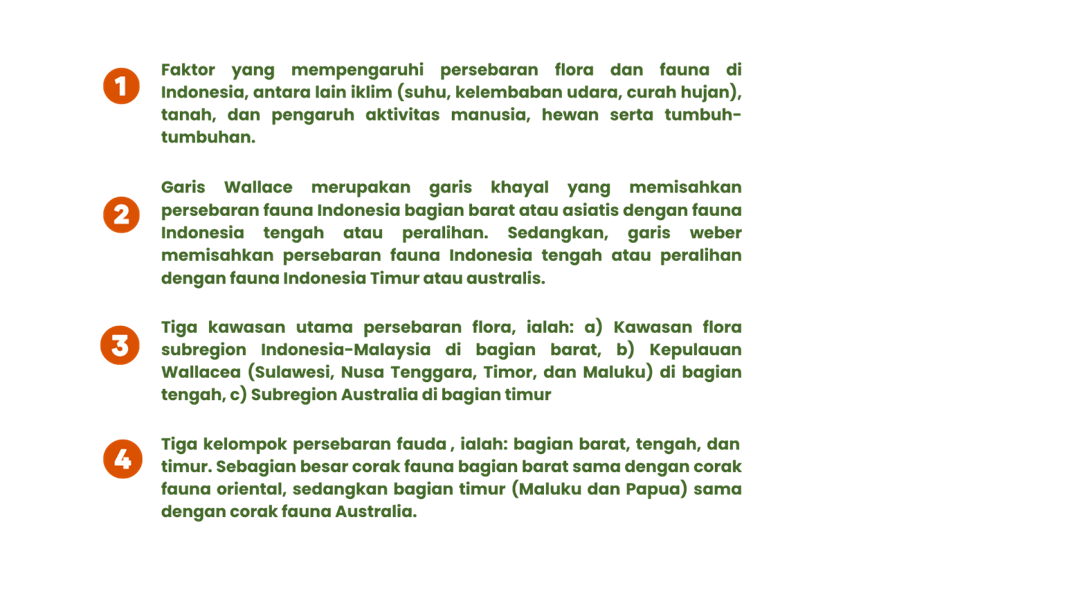 1
Faktor yang mempengaruhi persebaran flora dan fauna di
Indonesia, antara lain iklim (suhu, kelembaban udara, curah hujan),
tanah, dan pengaruh aktivitas manusia, hewan serta tumbuh-
tumbuhan.
2
Garis Wallace merupakan garis khayal yang memisahkan
persebaran fauna Indonesia bagian barat atau asiatis dengan fauna
Indonesia tengah atau peralihan. Sedangkan, garis weber
memisahkan persebaran fauna Indonesia tengah atau peralihan
dengan fauna Indonesia Timur atau australis.
3
Tiga kawasan utama persebaran flora, ialah: a) Kawasan flora
subregion Indonesia-Malaysia di bagian barat, b) Kepulauan
Wallacea (Sulawesi, Nusa Tenggara, Timor, dan Maluku) di bagian
tengah, c) Subregion Australia di bagian timur
4
Tiga kelompok persebaran fauda , ialah: bagian barat, tengah, dan
timur. Sebagian besar corak fauna bagian barat sama dengan corak
fauna oriental, sedangkan bagian timur (Maluku dan Papua) sama
dengan corak fauna Australia.